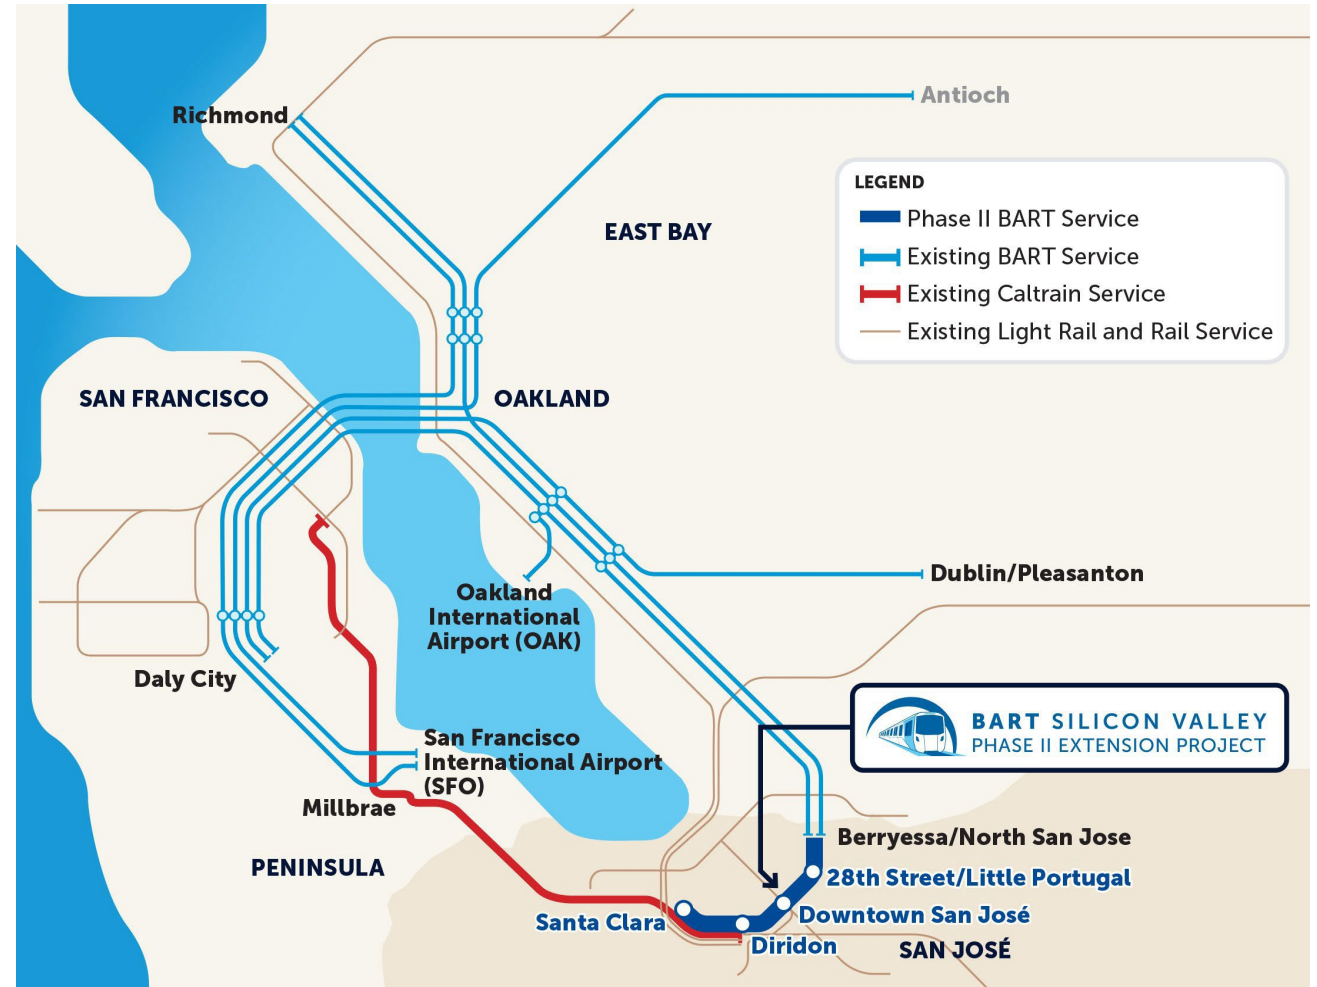 Richmond
Antioch
LEGEND
Phase II BART Service
Existing BART Service
Existing Caltrain Service
Existing Light Rail and Rail Service
EAST BAY
SAN FRANCISCO
OAKLAND
Oakland
International
Airport (OAK)
Dublin/Pleasanton
Daly City
San Francisco
International Airport
(SFO)
Millbrae
PENINSULA
BART SILICON VALLEY
PHASE II EXTENSION PROJECT
Berryessa/North San Jose
28th Street/Little Portugal
Downtown San José
Santa Clara
Diridon
SAN JOSÉ